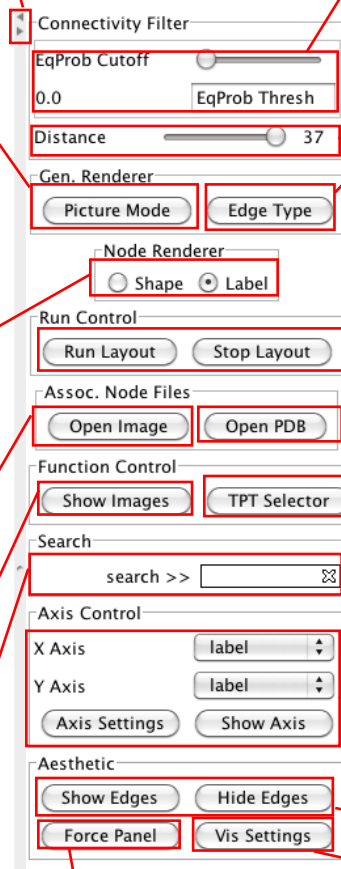 Connectivity Filter
EqProb Cutoff
0.0 EqProb Thresh
Distance 37
Gen. Renderer
Picture Mode Edge Type
Node Renderer
Shape Label
Run Control
Run Layout Stop Layout
Assoc. Node Files
Open Image Open PDB
Function Control
Show Images TPT Selector
Search
search >>
Axis Control
X Axis label
Y Axis label
Axis Settings Show Axis
Aesthetic
Show Edges Hide Edges
Force Panel Vis Settings